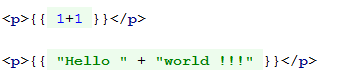 <p>{{ 1+1 }}</p>
<p>{{ "Hello " + "world !!!" }}</p>